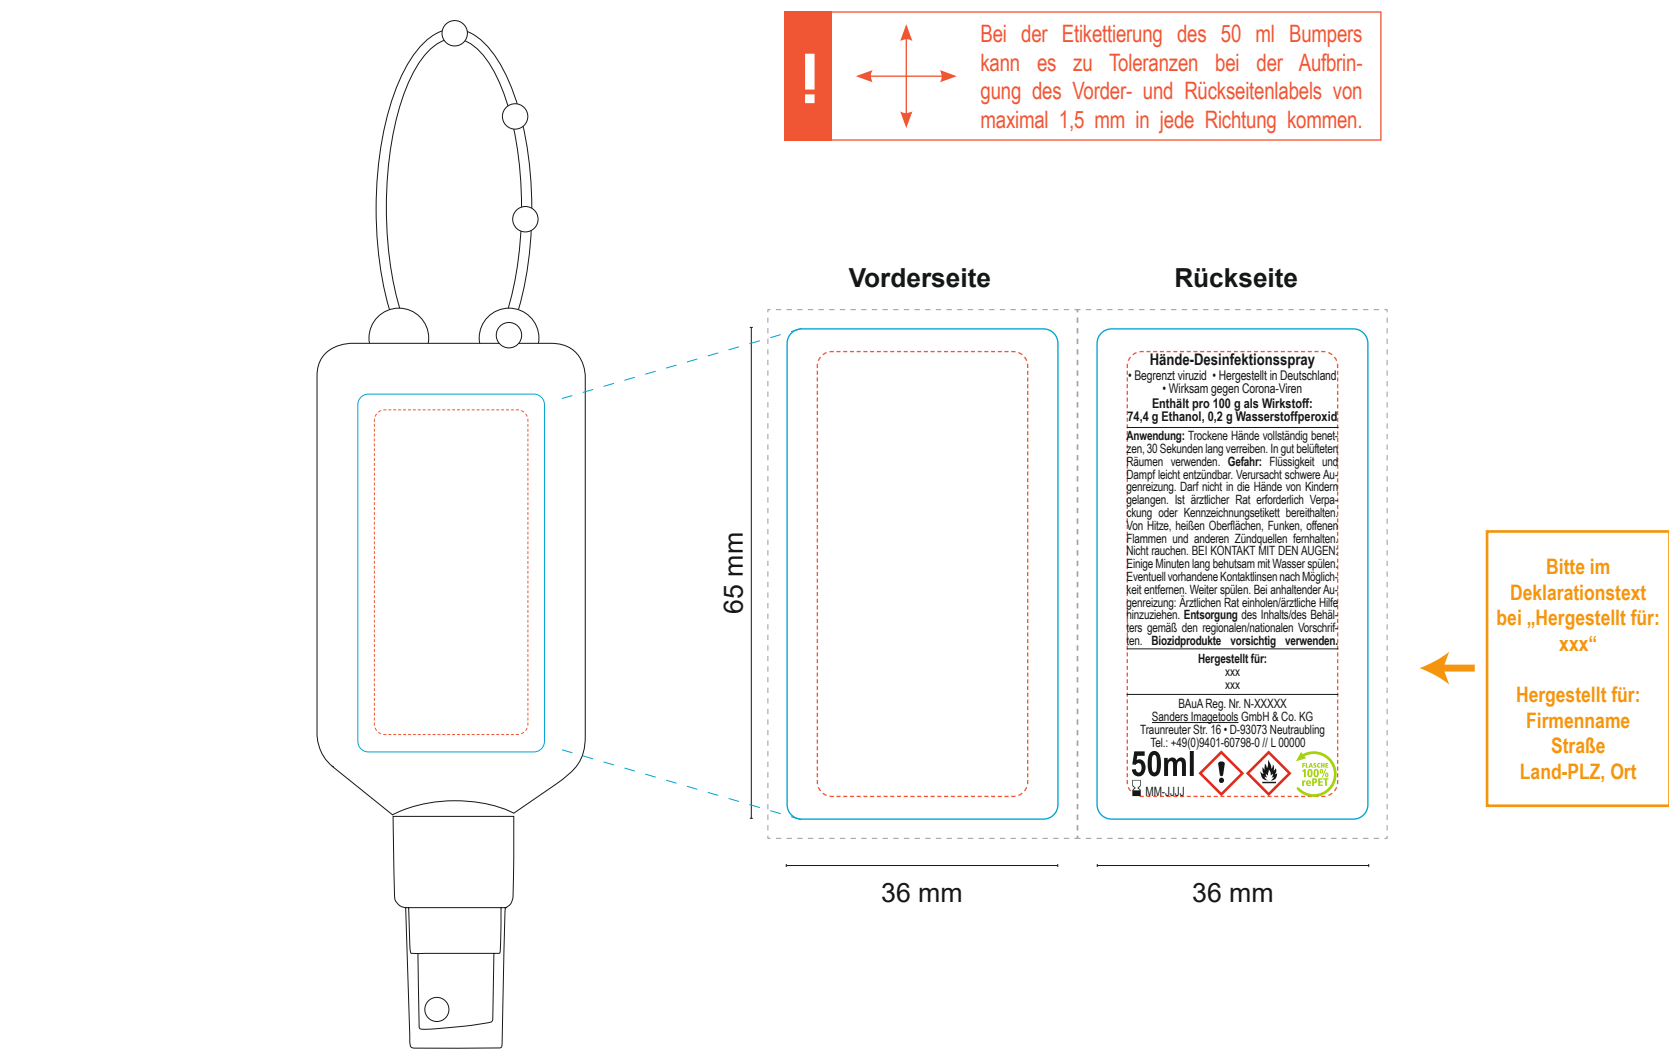 !
Bei der Etikettierung des 50 ml Bumpers
kann es zu Toleranzen bei der Aufbrin-
gung des Vorder- und Rückseitenlabels von
maximal 1,5 mm in jede Richtung kommen.
Vorderseite
Rückseite
65 mm
Hände-Desinfektionsspray
• Begrenzt viruzid • Hergestellt in Deutschland
• Wirksam gegen Corona-Viren
Enthält pro 100 g als Wirkstoff:
74,4 g Ethanol, 0,2 g Wasserstoffperoxid
Anwendung: Trockene Hände vollständig benet-
zen, 30 Sekunden lang verreiben. In gut belüfteten
Räumen verwenden. Gefahr: Flüssigkeit und
Dampf leicht entzündbar. Verursacht schwere Au-
genreizung. Darf nicht in die Hände von Kindern
gelangen. Ist ärztlicher Rat erforderlich Verpa-
ckung oder Kennzeichnungsetikett bereithalten.
Von Hitze, heißen Oberflächen, Funken, offenen
Flammen und anderen Zündquellen fernhalten.
Nicht rauchen. BEI KONTAKT MIT DEN AUGEN:
Einige Minuten lang behutsam mit Wasser spülen.
Eventuell vorhandene Kontaktlinsen nach Möglich-
keit entfernen. Weiter spülen. Bei anhaltender Au-
genreizung: Ärztlichen Rat einholen/ärztliche Hilfe
hinzuziehen. Entsorgung des Inhalts/des Behäl-
ters gemäß den regionalen/nationalen Vorschrif-
ten. Biozidprodukte vorsichtig verwenden.
Hergestellt für:
xxx
xxx
BAuA Reg. Nr. N-XXXXX
Sanders Imagetools GmbH & Co. KG
Traunreuter Str. 16 • D-93073 Neutraubling
Tel.: +49(0)9401-60798-0 // L 00000
50ml
MM-JJJJ
FLASCHE
100%
rePET
36 mm
36 mm
Bitte im
Deklarationstext
bei „Hergestellt für:
xxx“
Hergestellt für:
Firmenname
Straße
Land-PLZ, Ort